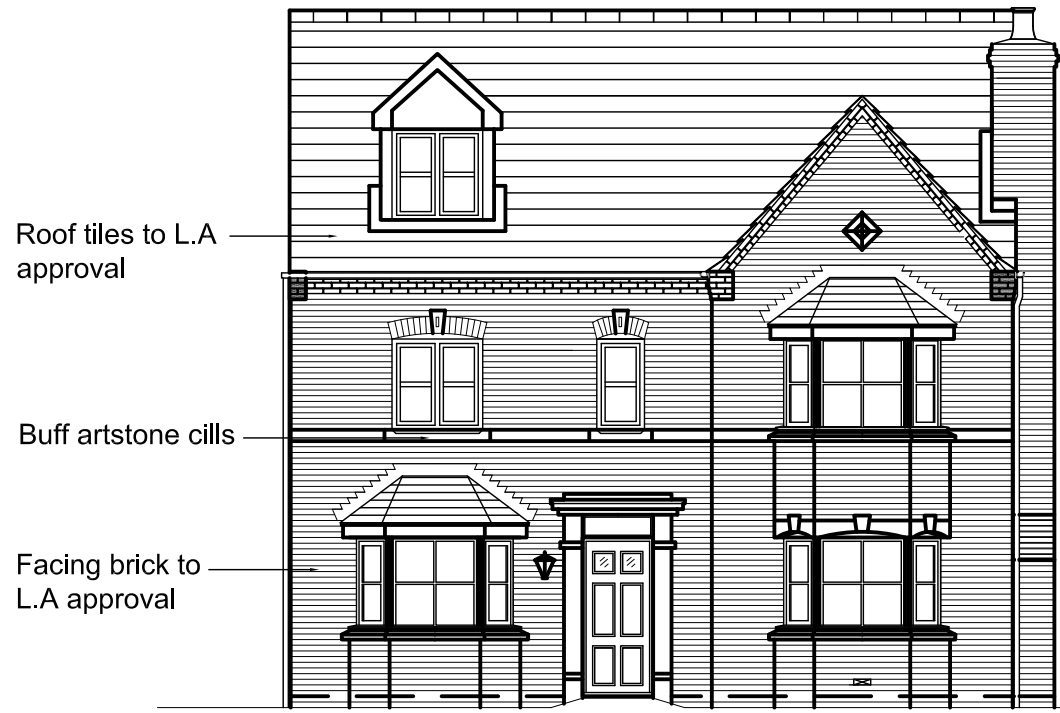 Roof tiles to L.A
approval
Buff artstone cills
Facing brick to
L.A approval